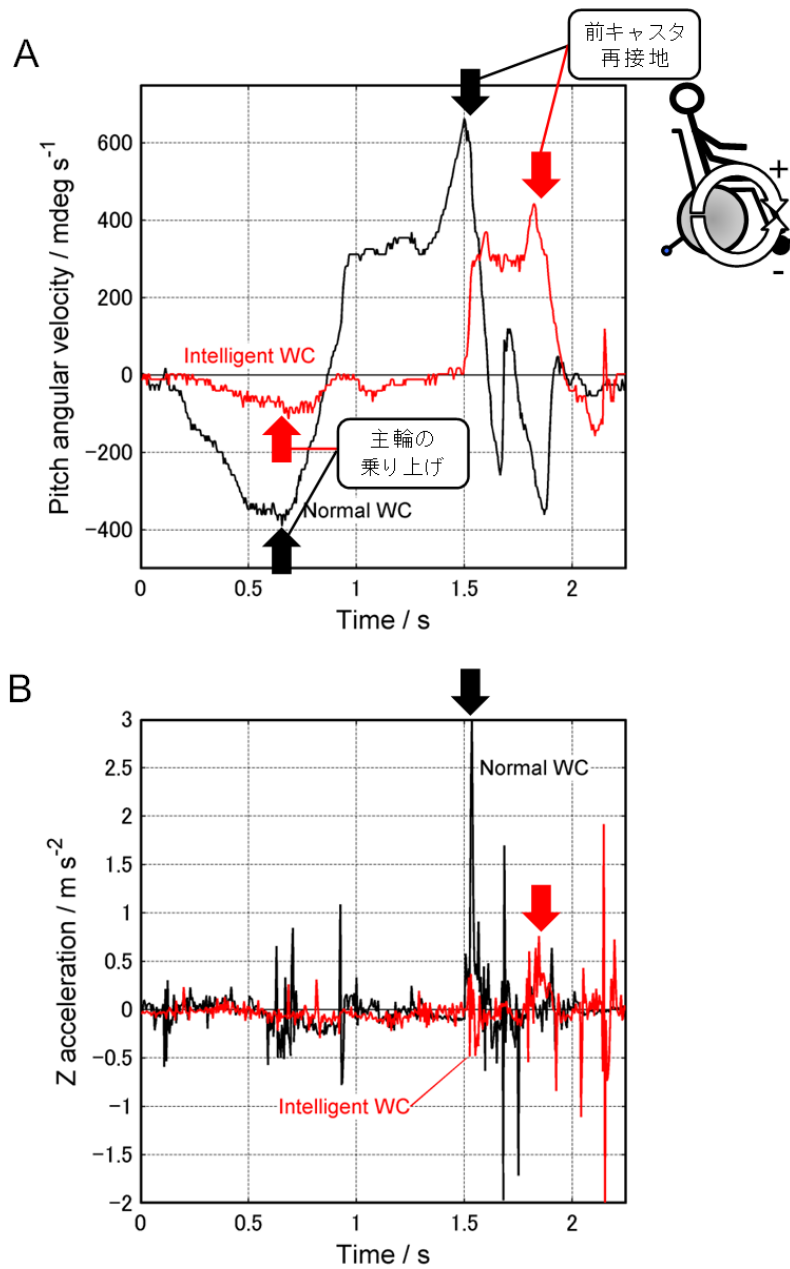 A
前キャスタ
再接地
600
400
200
0
−200
−400
Pitch angular velocity / mdeg s-1
Intelligent WC
主輪の
乗り上げ
Normal WC
+
-
0 0.5 1 1.5 2
Time / s
B
3
2.5
2
1.5
1
0.5
0
−0.5
−1
−1.5
−2
Z acceleration / m s-2
Normal WC
Intelligent WC
0 0.5 1 1.5 2
Time / s